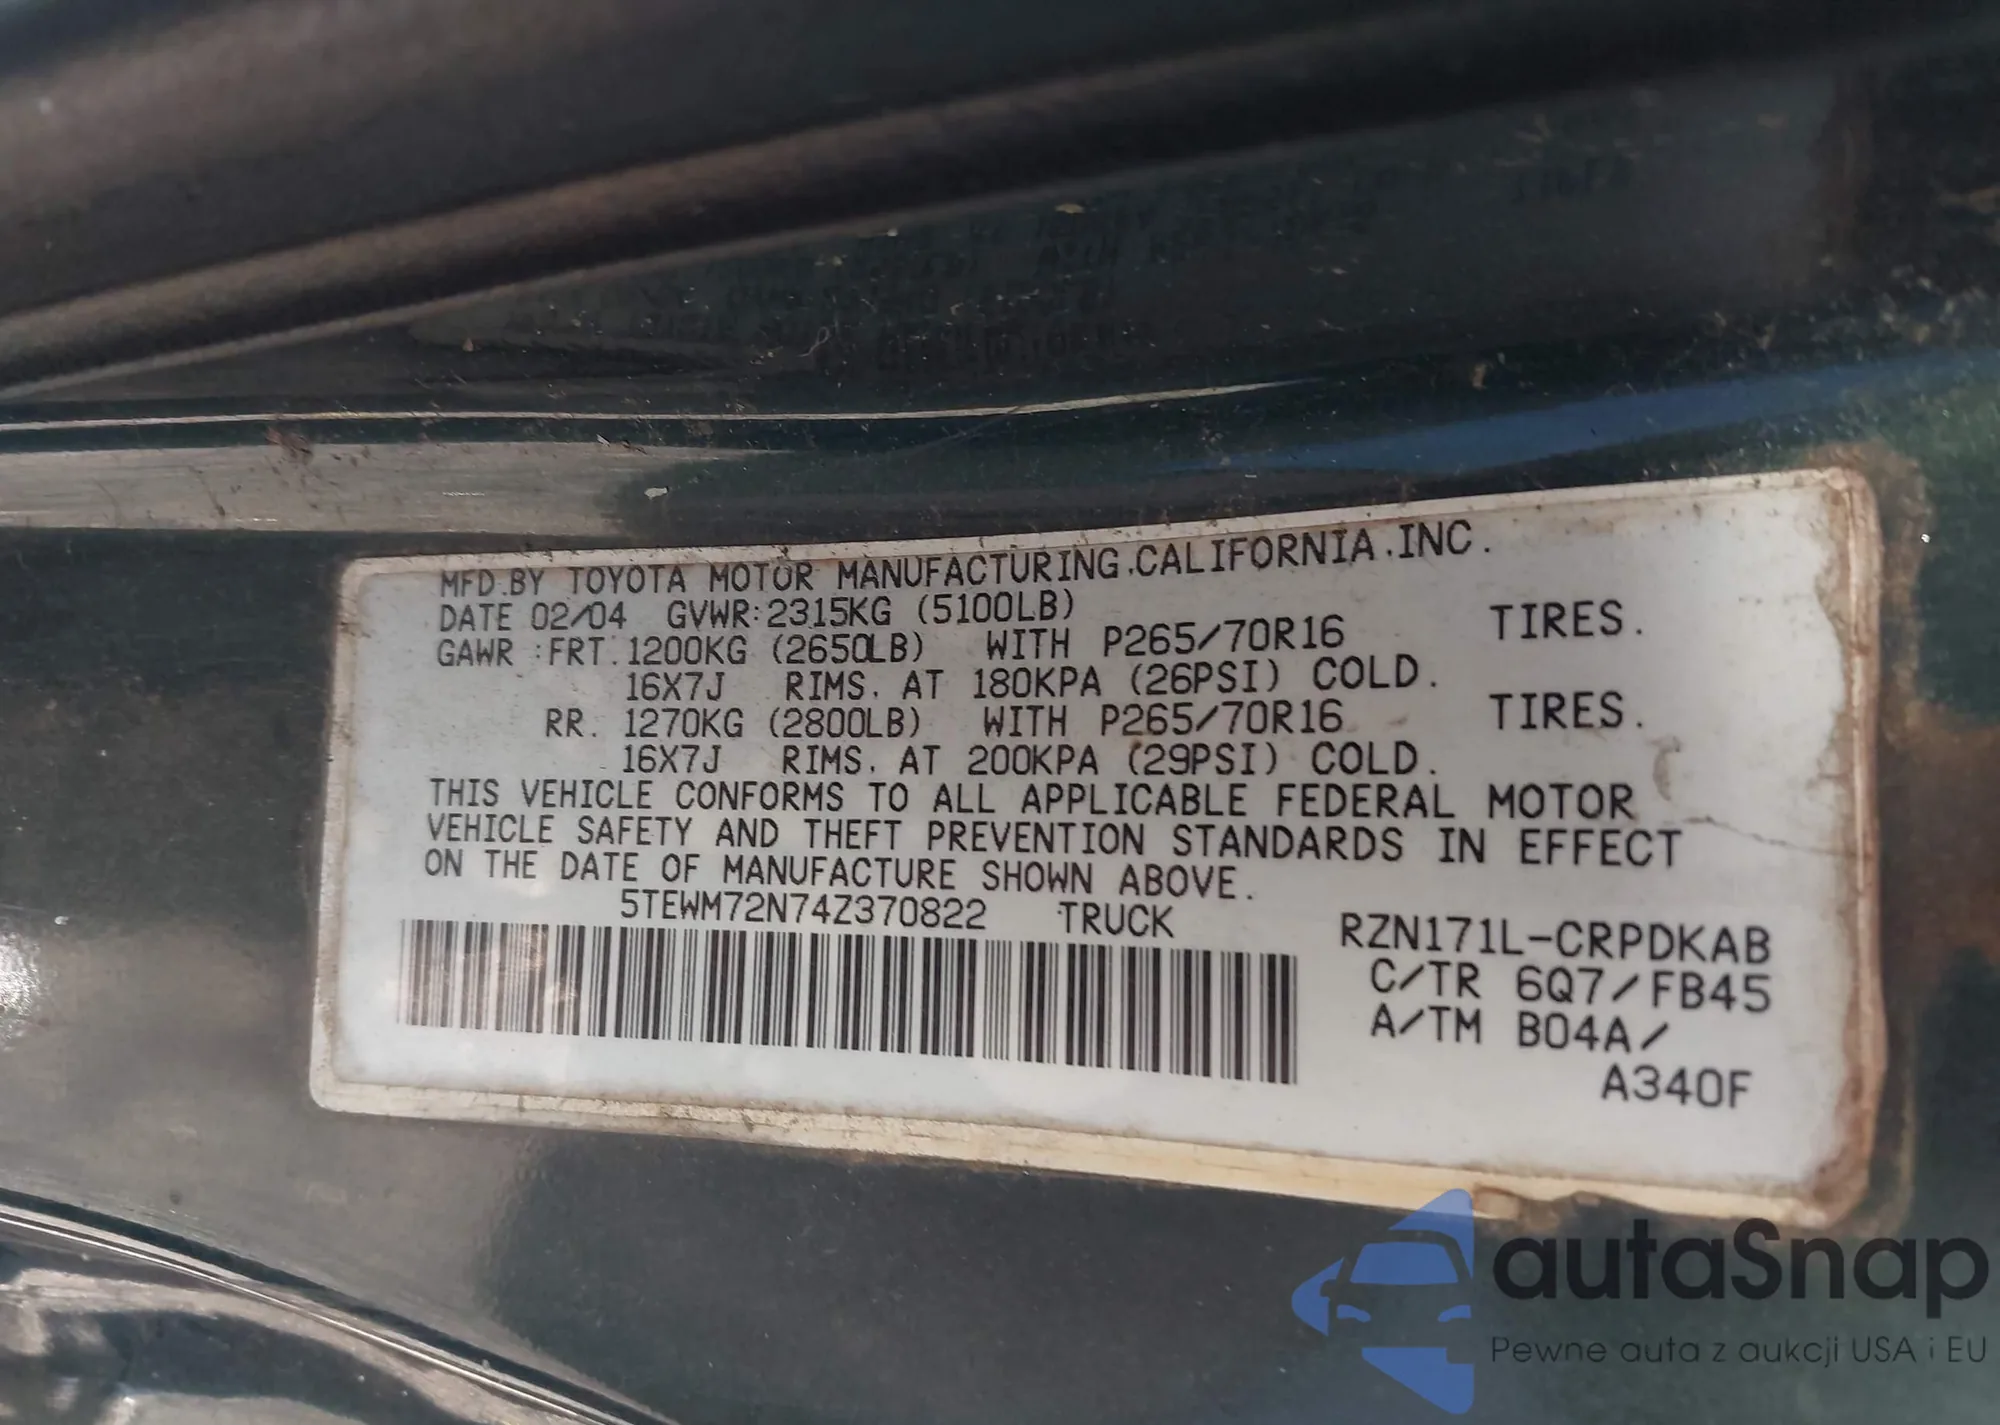 MFD.BY TOYOTA MOTOR MANUFACTURING.CALIFORNIA.INC.
DATE 02/04 GVWR:2315KG (5100LB)
GAWR :FRT. 1200KG (2650LB) WITH P265/70R16 TIRES.
16X7J RIMS. AT 180KPA (26PSI) COLD.
RR. 1270KG (2800LB) WITH P265/70R16 TIRES.
16X7J RIMS. AT 200KPA (29PSI) COLD.
THIS VEHICLE CONFORMS TO ALL APPLICABLE FEDERAL MOTOR
VEHICLE SAFETY AND THEFT PREVENTION STANDARDS IN EFFECT
ON THE DATE OF MANUFACTURE SHOWN ABOVE.
5TEWM72N74Z370822 TRUCK RZN171L-CRPDKAB
C/TR 6Q7/FB45
A/TM B04A/
A340F
autaSnap
Pewne auta z aukcji USA i EU